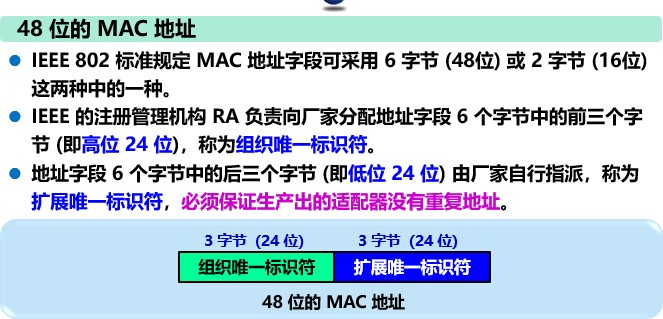 48 位的 MAC 地址
● IEEE 802 标准规定 MAC 地址字段可采用 6 字节 (48位) 或 2 字节 (16位)
这两种中的一种。
● IEEE 的注册管理机构 RA 负责向厂家分配地址字段 6 个字节中的前三个字
节 (即高位 24 位)，称为组织唯一标识符。
● 地址字段 6 个字节中的后三个字节 (即低位 24 位) 由厂家自行指派，称为
扩展唯一标识符，必须保证生产出的适配器没有重复地址。
3 字节 (24 位) 3 字节 (24 位)
组织唯一标识符 扩展唯一标识符
48 位的 MAC 地址